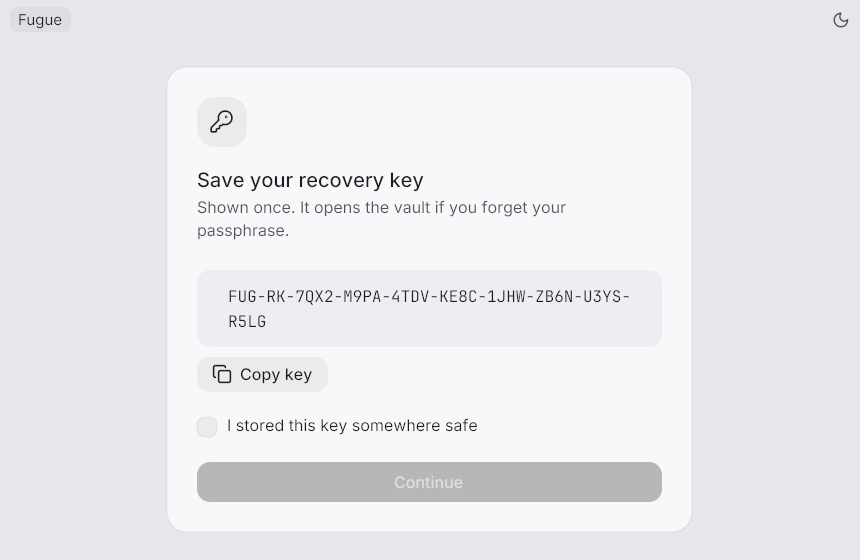 Fugue
Save your recovery key
Shown once. It opens the vault if you forget your
passphrase.
FUG-RK-7QX2-M9PA-4TDV-KE8C-1JHW-ZB6N-U3YS-
R5LG
Copy key
I stored this key somewhere safe
Continue